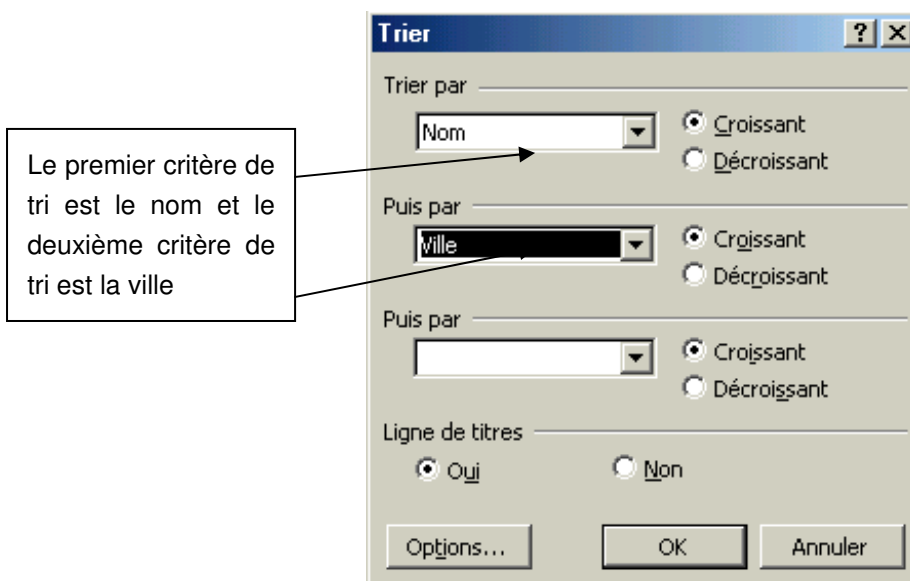 Trier
Trier par
Nom
Croissant
Décroissant
Le premier critère de
tri est le nom et le
deuxième critère de
tri est la ville
Puis par
Ville
Croissant
Décroissant
Puis par
Croissant
Décroissant
Ligne de titres
Oui
Non
Options...
OK
Annuler